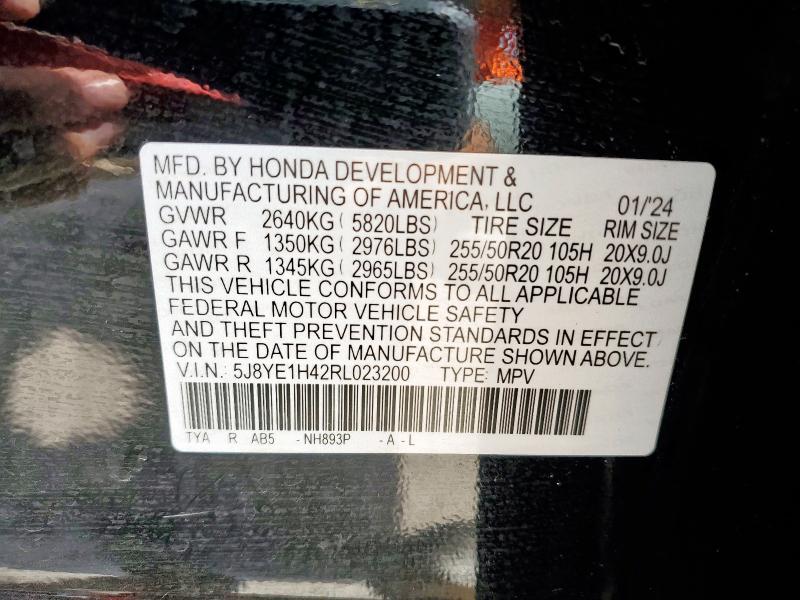 MFD. BY HONDA DEVELOPMENT &
MANUFACTURING OF AMERICA, LLC 01/'24
GVWR 2640KG ( 5820LBS) TIRE SIZE RIM SIZE
GAWR F 1350KG ( 2976LBS) 255/50R20 105H 20X9.0J
GAWR R 1345KG ( 2965LBS) 255/50R20 105H 20X9.0J
THIS VEHICLE CONFORMS TO ALL APPLICABLE
FEDERAL MOTOR VEHICLE SAFETY
AND THEFT PREVENTION STANDARDS IN EFFECT
ON THE DATE OF MANUFACTURE SHOWN ABOVE.
V.I.N.: 5J8YE1H42RL023200 TYPE: MPV
TYA R AB5 -NH893P -A-L